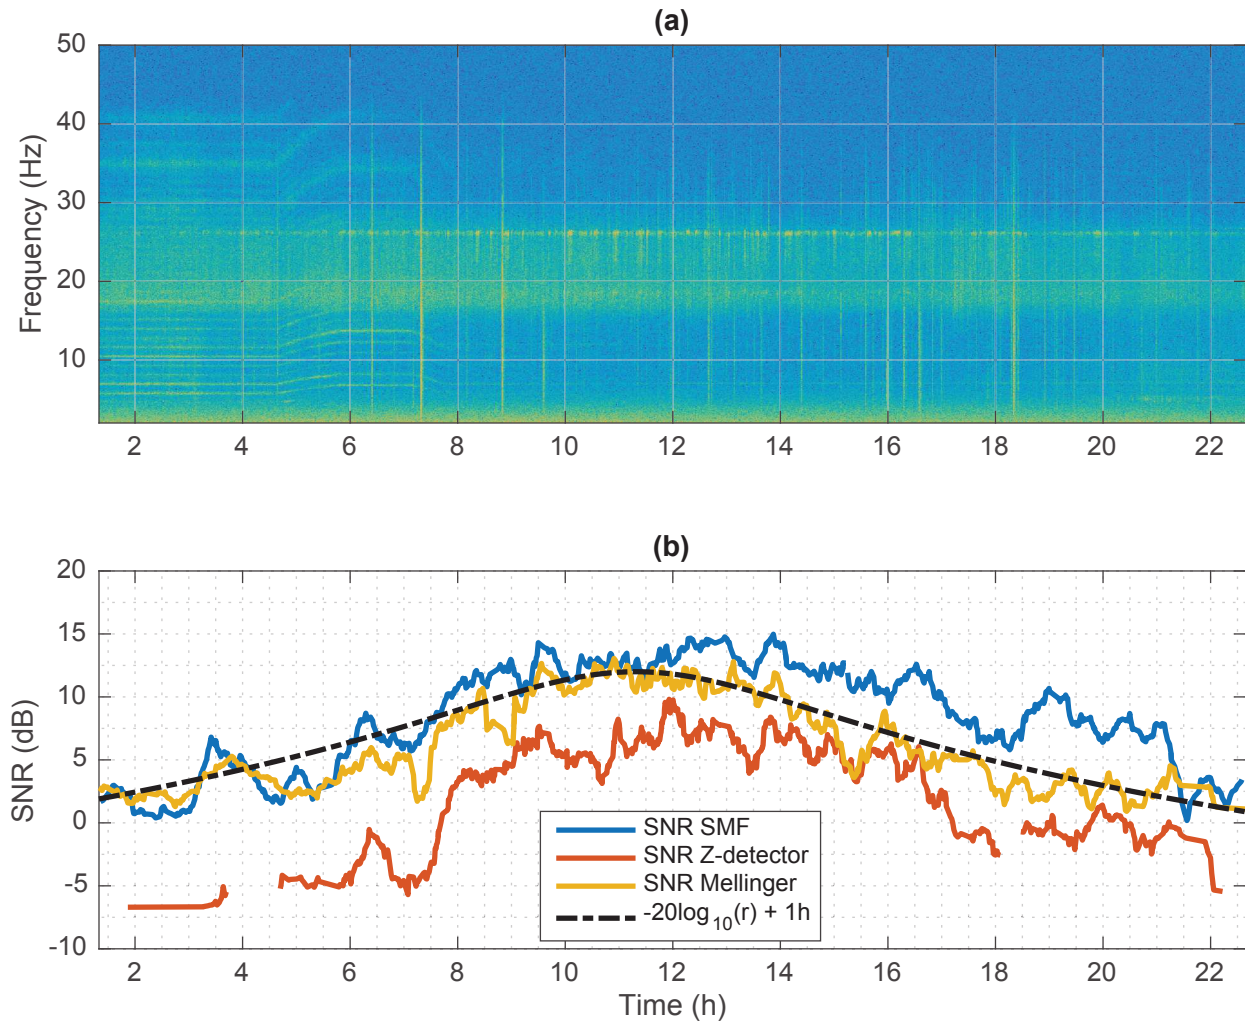 (a)
50
40
30
20
10
Frequency (Hz)
2 4 6 8 10 12 14 16 18 20 22
(b)
20
15
10
5
0
-5
-10
SNR (dB)
SNR SMF
SNR Z-detector
SNR Mellinger
-20log10(r) + 1h
2 4 6 8 10 12 14 16 18 20 22
Time (h)